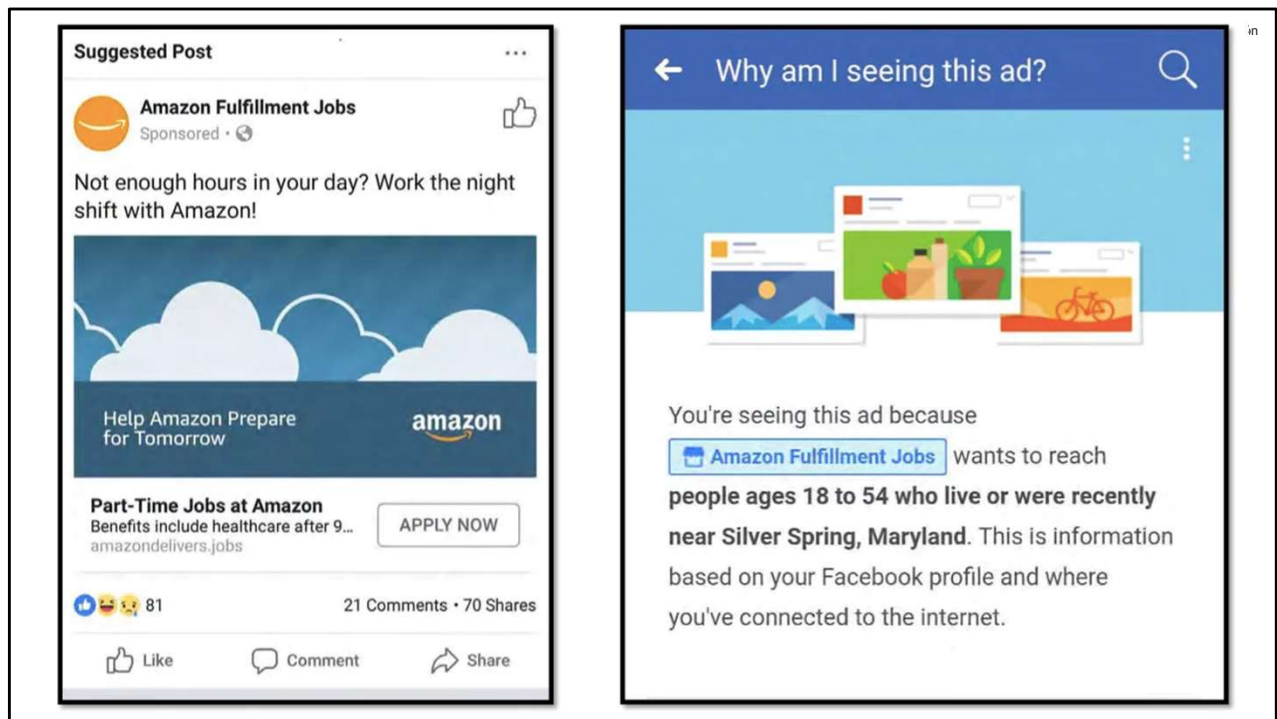 Suggested Post
Amazon Fulfillment Jobs
Sponsored
Not enough hours in your day? Work the night
shift with Amazon!
Help Amazon Prepare
for Tomorrow
amazon
Part-Time Jobs at Amazon
Benefits include healthcare after 9...
amazondelivers.jobs
APPLY NOW
81
21 Comments • 70 Shares
Like
Comment
Share
Why am I seeing this ad?
You're seeing this ad because
Amazon Fulfillment Jobs wants to reach
people ages 18 to 54 who live or were recently
near Silver Spring, Maryland. This is information
based on your Facebook profile and where
you've connected to the internet.